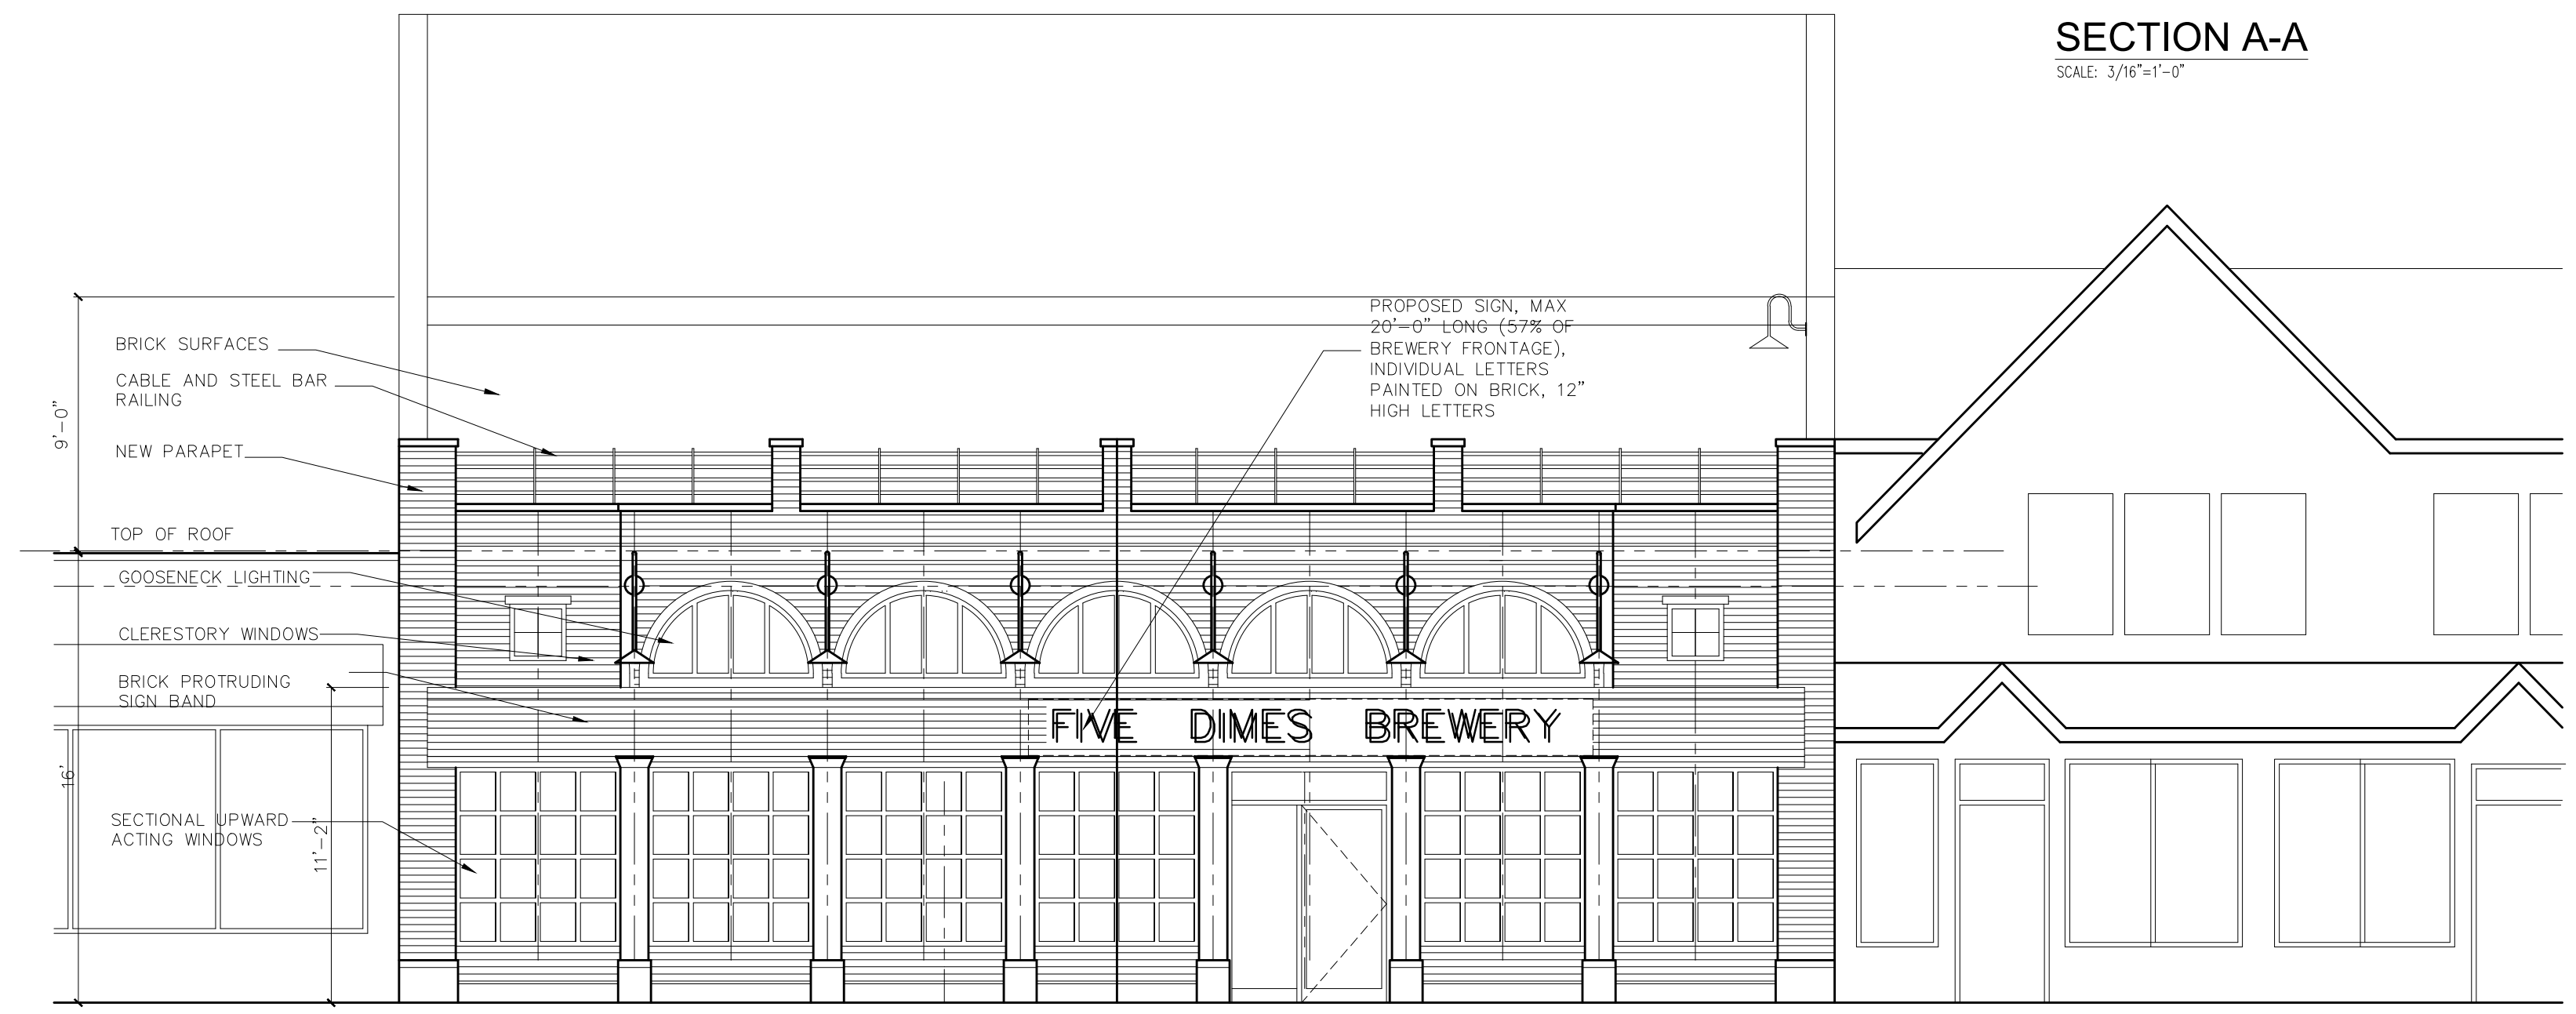 SECTION A-A
SCALE: 3/16"=1'-0"
PROPOSED SIGN, MAX
20'-0" LONG (57% OF
BREWERY FRONTAGE),
INDIVIDUAL LETTERS
PAINTED ON BRICK, 12"
HIGH LETTERS
BRICK SURFACES
CABLE AND STEEL BAR
RAILING
9'-0"
NEW PARAPET
TOP OF ROOF
GOOSENECK LIGHTING
CLERESTORY WINDOWS
BRICK PROTRUDING
SIGN BAND
FIVE DIMES BREWERY
16'
SECTIONAL UPWARD
ACTING WINDOWS
11'-2"